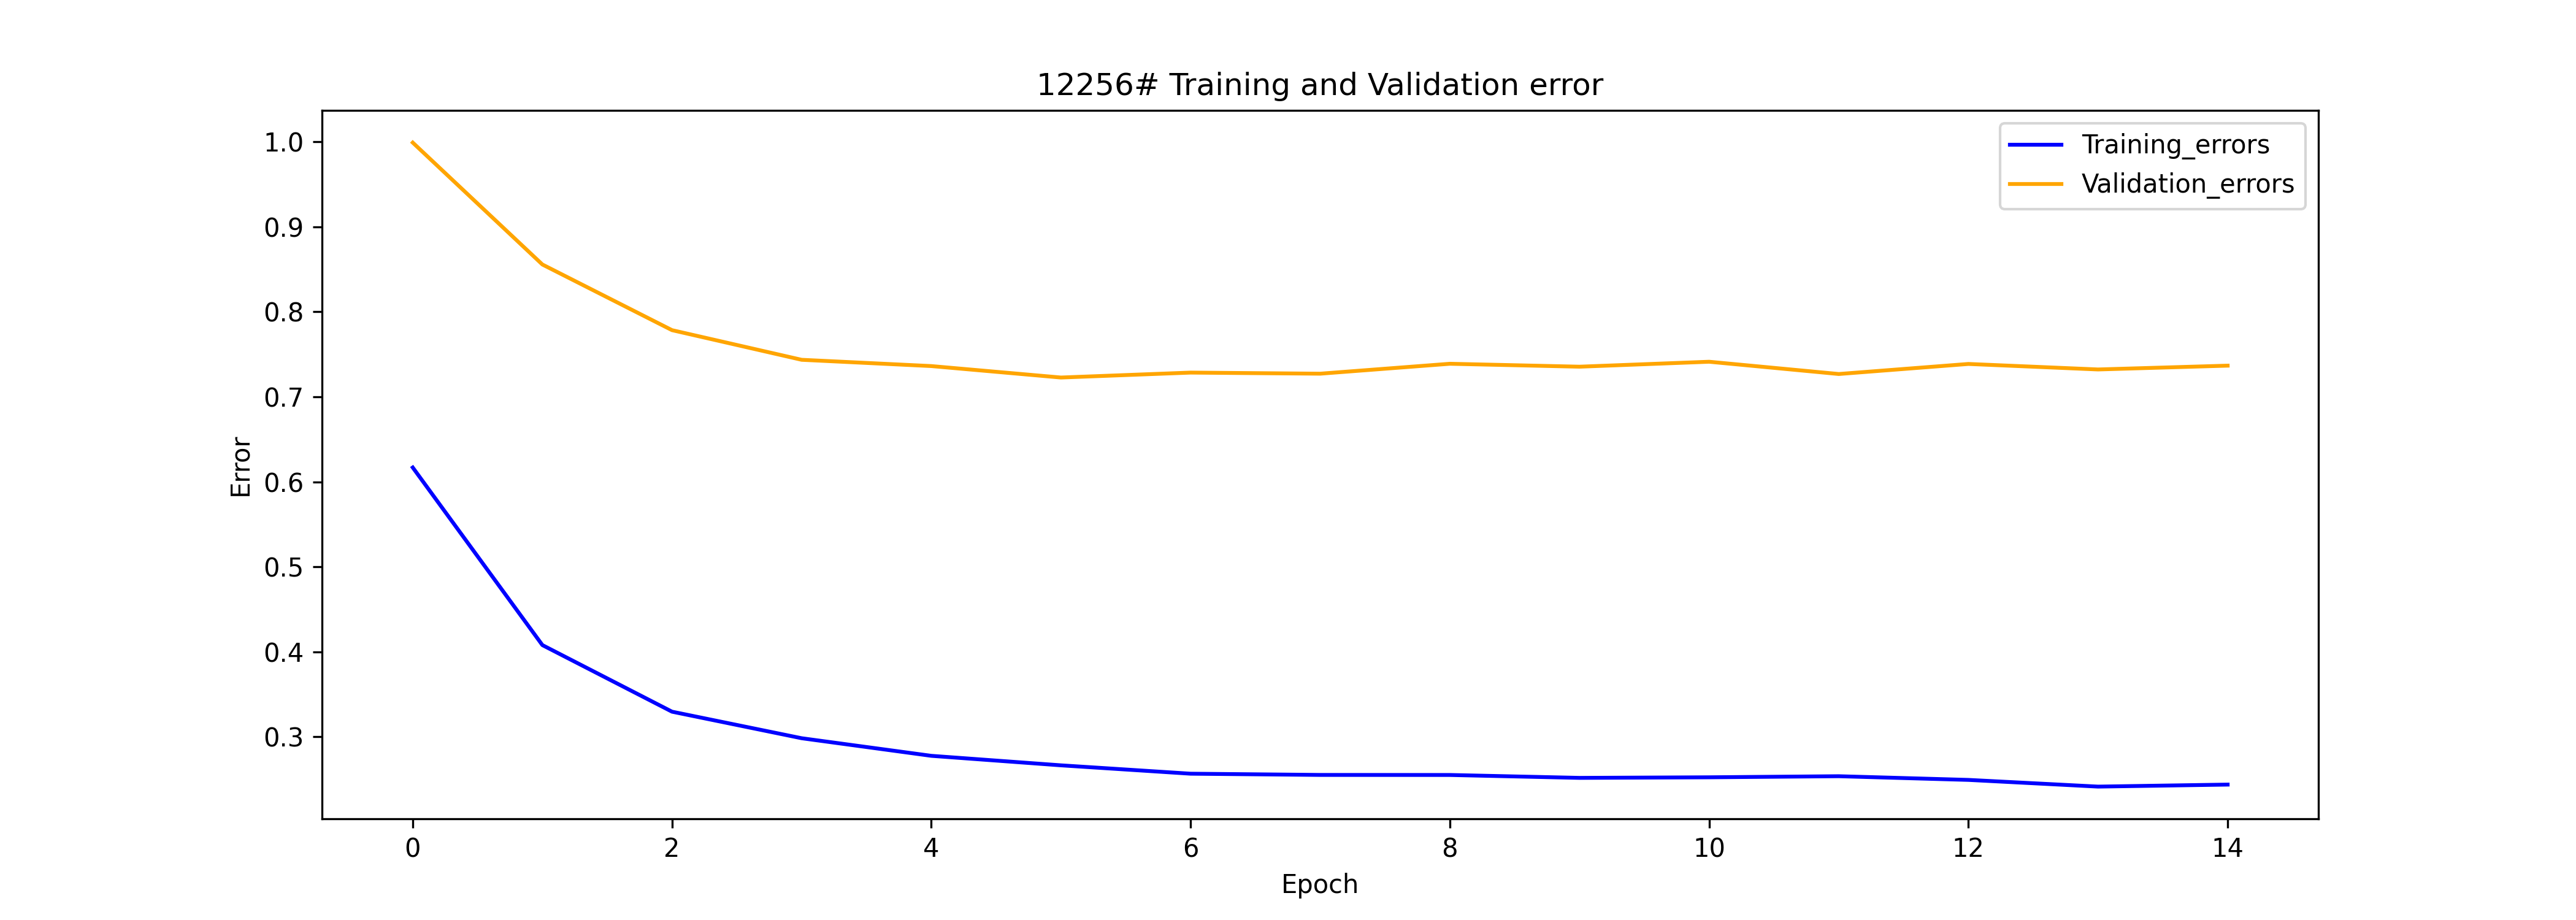 12256# Training and Validation error
Training_errors
Validation_errors
1.0
0.9
0.8
0.7
0.6
0.5
0.4
0.3
Error
0 2 4 6 8 10 12 14
Epoch